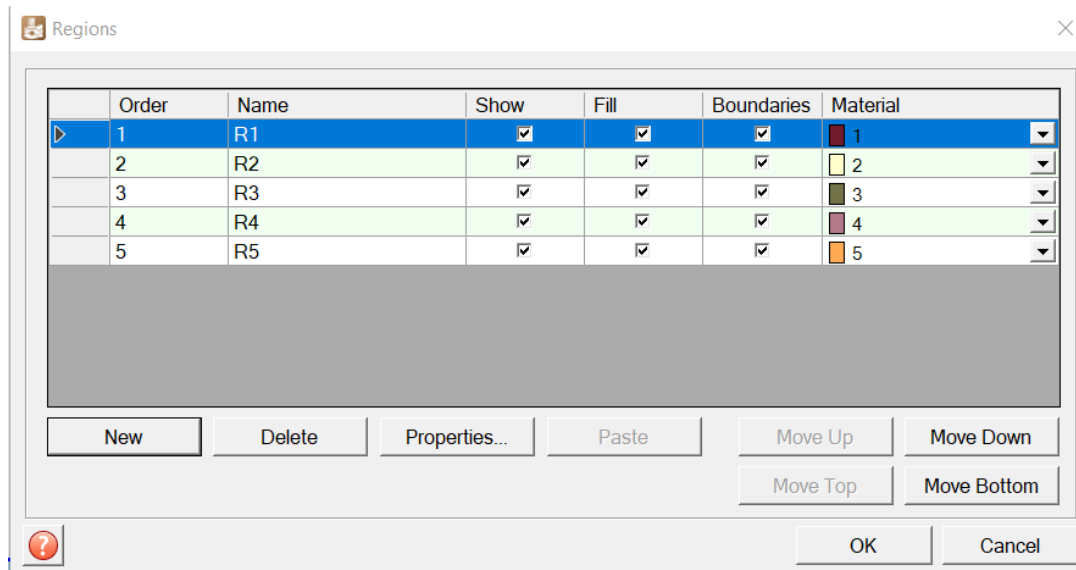 Regions
Order Name Show Fill Boundaries Material
1 R1 1
2 R2 2
3 R3 3
4 R4 4
5 R5 5
New Delete Properties... Paste Move Up Move Down
Move Top Move Bottom
? OK Cancel